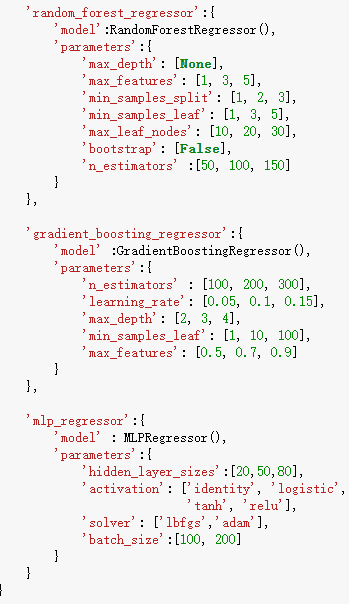 'random_forest_regressor':{
'model':RandomForestRegressor(),
'parameters':{
'max_depth': [None],
'max_features': [1, 3, 5],
'min_samples_split': [1, 2, 3],
'min_samples_leaf': [1, 3, 5],
'max_leaf_nodes': [10, 20, 30],
'bootstrap': [False],
'n_estimators' :[50, 100, 150]
}
},
'gradient_boosting_regressor':{
'model' :GradientBoostingRegressor(),
'parameters':{
'n_estimators' : [100, 200, 300],
'learning_rate': [0.05, 0.1, 0.15],
'max_depth': [2, 3, 4],
'min_samples_leaf': [1, 10, 100],
'max_features': [0.5, 0.7, 0.9]
}
},
'mlp_regressor':{
'model' : MLPRegressor(),
'parameters':{
'hidden_layer_sizes':[20,50,80],
'activation': ['identity', 'logistic',
'tanh', 'relu'],
'solver': ['lbfgs','adam'],
'batch_size':[100, 200]
}
}
}